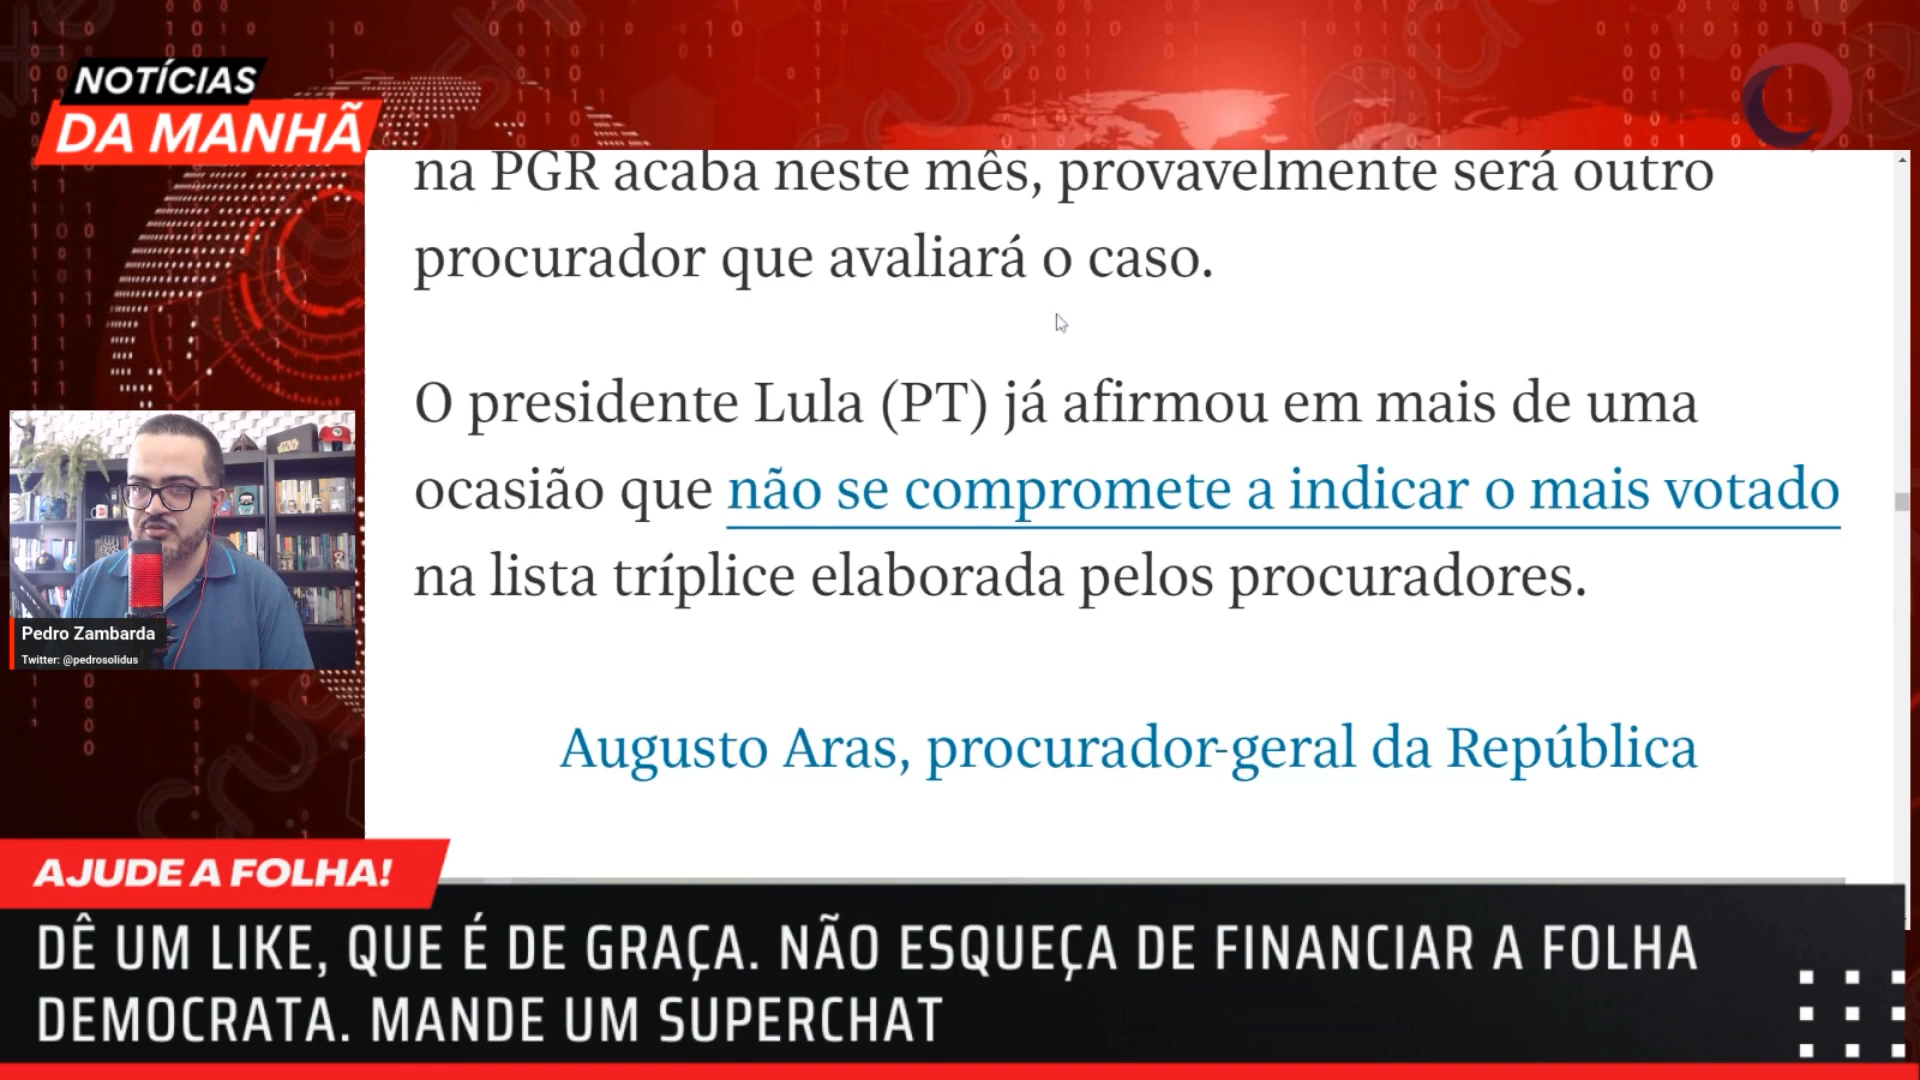 NOTÍCIAS
DA MANHÃ
na PGR acaba neste mês, provavelmente será outro
procurador que avaliará o caso.
O presidente Lula (PT) já afirmou em mais de uma
ocasião que não se compromete a indicar o mais votado
na lista tríplice elaborada pelos procuradores.
Augusto Aras, procurador-geral da República
Pedro Zambarda
Twitter: @pedrosolidus
AJUDE A FOLHA!
DÊ UM LIKE, QUE É DE GRAÇA. NÃO ESQUEÇA DE FINANCIAR A FOLHA
DEMOCRATA. MANDE UM SUPERCHAT